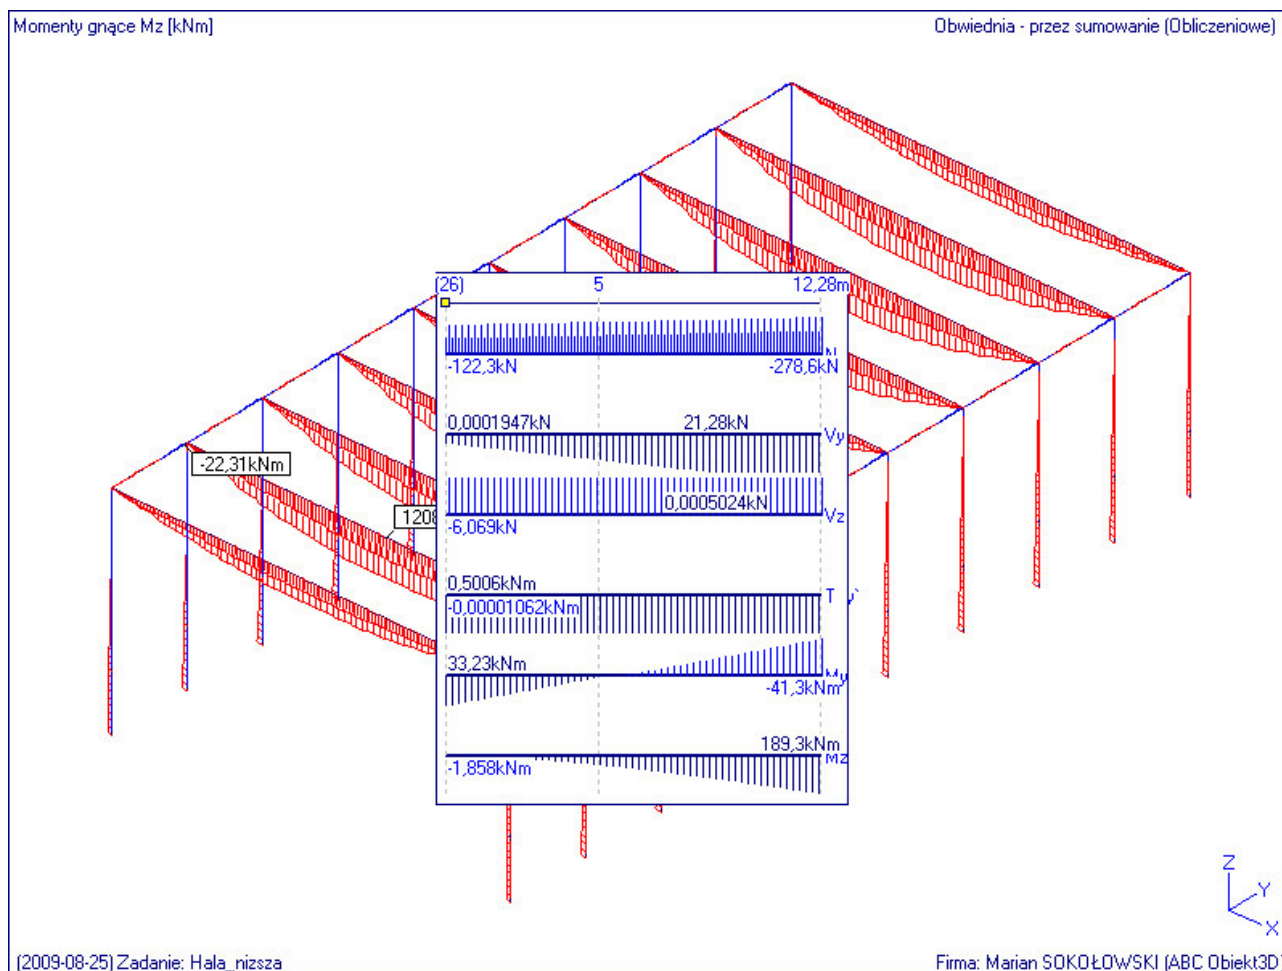 Momenty gnące Mz [kNm]
Obwiednia - przez sumowanie (Obliczeniowe)
(26) 5 12,28m
N
-122,3kN -278,6kN
0,0001947kN 21,28kN
Vy
0,0005024kN
Vz
-6,069kN
0,5006kNm
T
-0,00001062kNm
-22,31kNm
1208
33,23kNm
My
-41,3kNm
189,3kNm
Mz
-1,858kNm
Z
Y
X
(2009-08-25) Zadanie: Hala_nizsza
Firma: Marian SOKOŁOWSKI (ABC Obiekt3D)